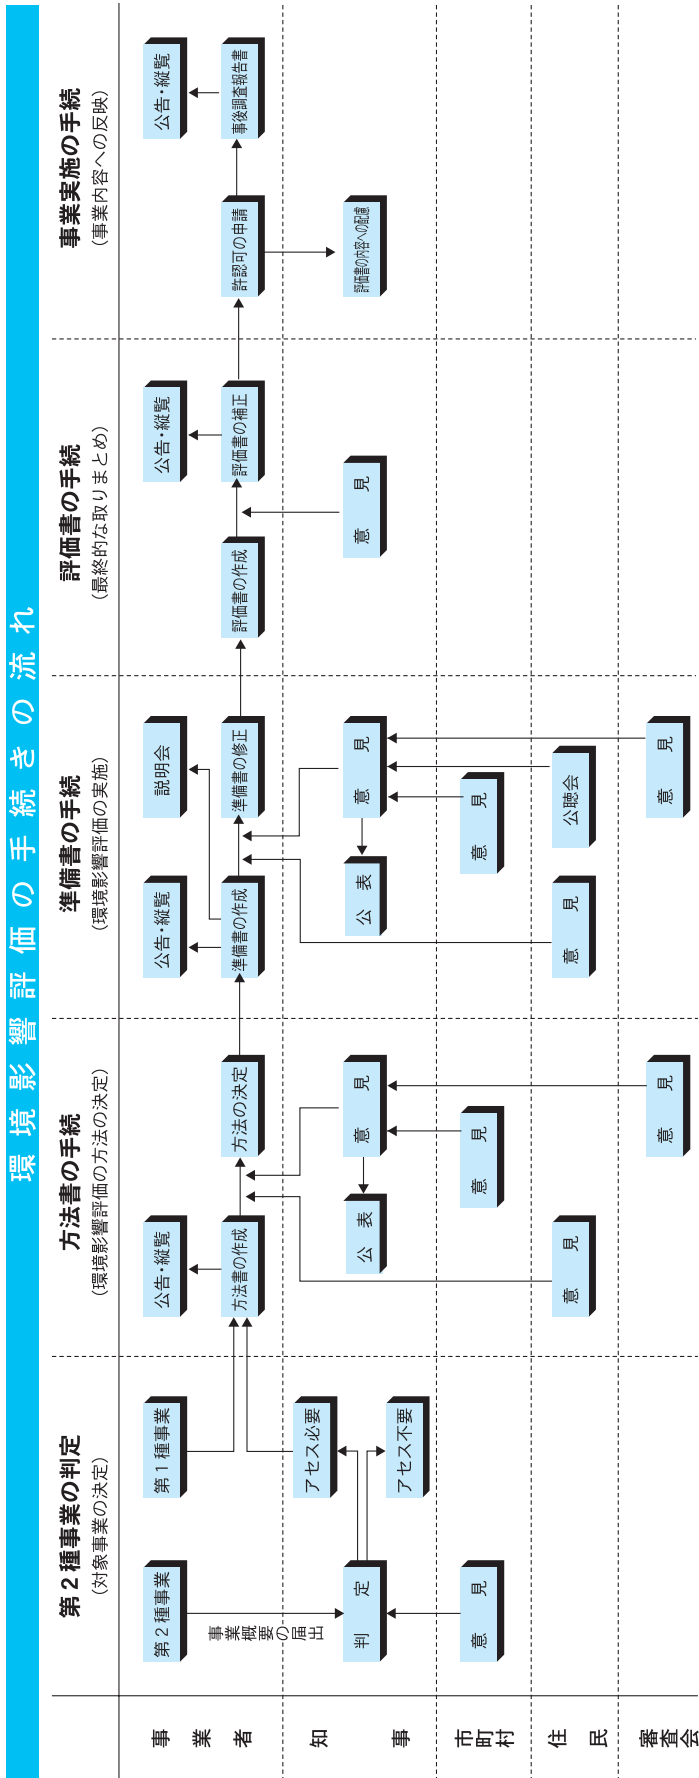 環境影響評価の手続きの流れ
第2種事業の判定
(対象事業の決定)
方法書の手続
(環境影響評価の方法の決定)
準備書の手続
(環境影響評価の実施)
評価書の手続
(最終的な取りまとめ)
事業実施の手続
(事業内容への反映)
事業者
第2種事業
第1種事業
公告・縦覧
公告・縦覧
説明会
公告・縦覧
公告・縦覧
事業概要の届出
方法書の作成
方法の決定
準備書の作成
準備書の修正
評価書の作成
評価書の補正
許認可の申請
事後調査報告書
知事
アセス必要
判定
アセス不要
公表
意見
公表
意見
意見
評価書の内容への配慮
市町村
意見
意見
意見
住民
意見
意見
公聴会
審査会
意見
意見